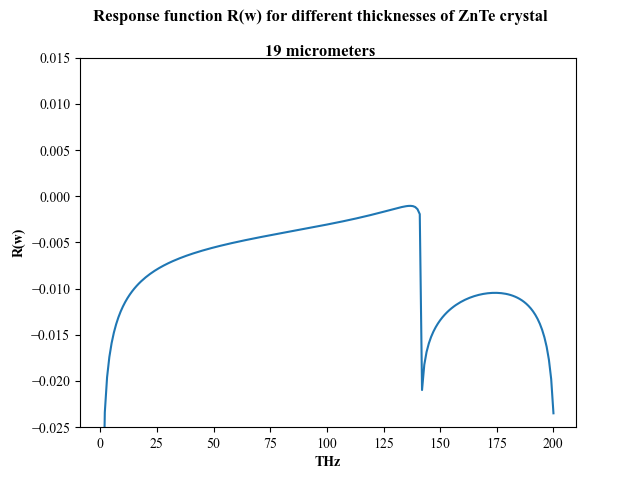 Response function R(w) for different thicknesses of ZnTe crystal
19 micrometers
0.015
0.010
0.005
0.000
−0.005
−0.010
−0.015
−0.020
−0.025
R(w)
0 25 50 75 100 125 150 175 200
THz